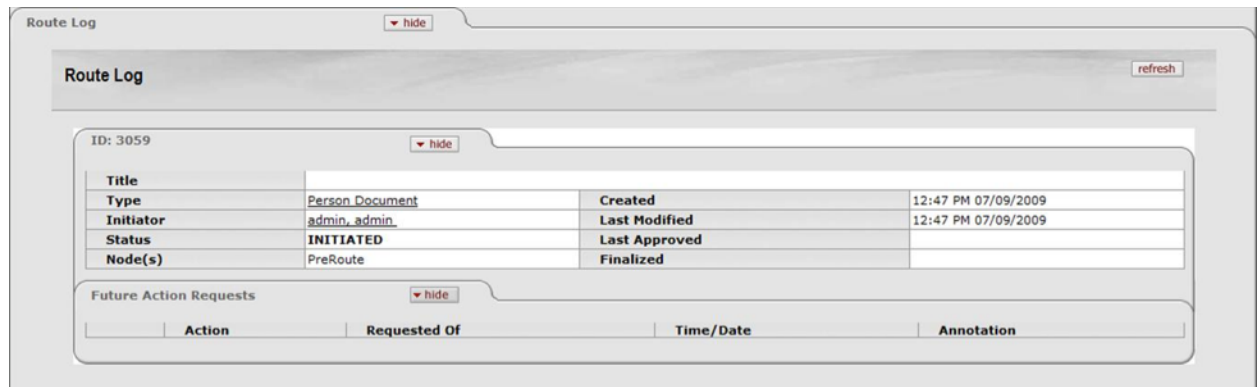 Route Log hide
Route Log refresh
ID: 3059 hide
Title
Type Person Document Created 12:47 PM 07/09/2009
Initiator admin, admin Last Modified 12:47 PM 07/09/2009
Status INITIATED Last Approved
Node(s) PreRoute Finalized
Future Action Requests hide
Action Requested Of Time/Date Annotation